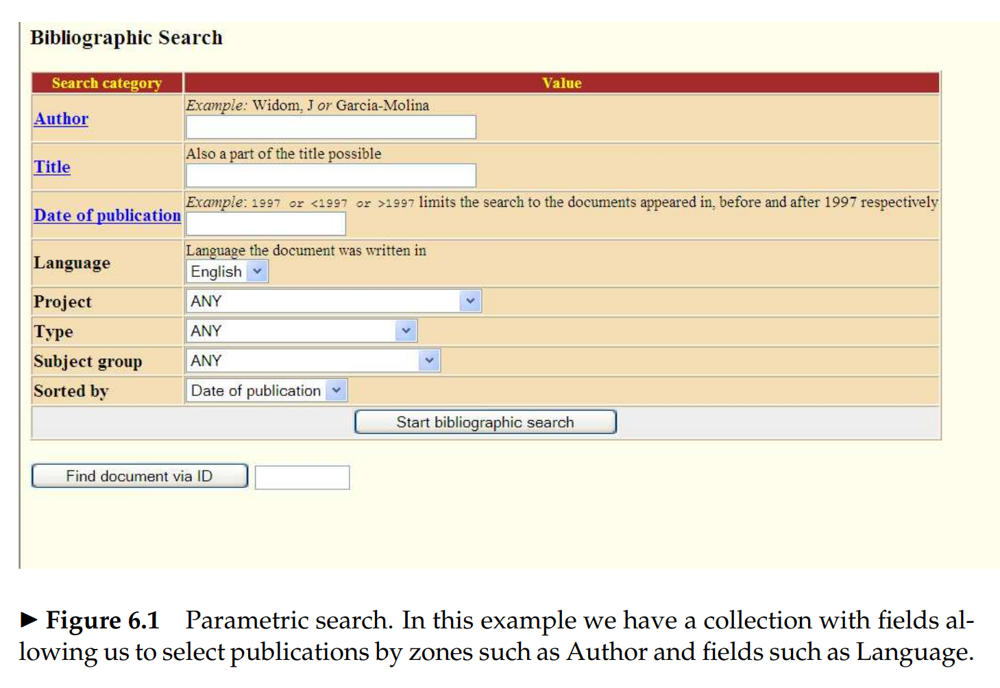 Bibliographic Search
Search category Value
Author
Example: Widom, J or Garcia-Molina
Title
Also a part of the title possible
Date of publication
Example: 1997 or <1997 or >1997 limits the search to the documents appeared in, before and after 1997 respectively
Language
Language the document was written in
English
Project ANY
Type ANY
Subject group ANY
Sorted by Date of publication
Start bibliographic search
Find document via ID
► Figure 6.1 Parametric search. In this example we have a collection with fields al-
lowing us to select publications by zones such as Author and fields such as Language.